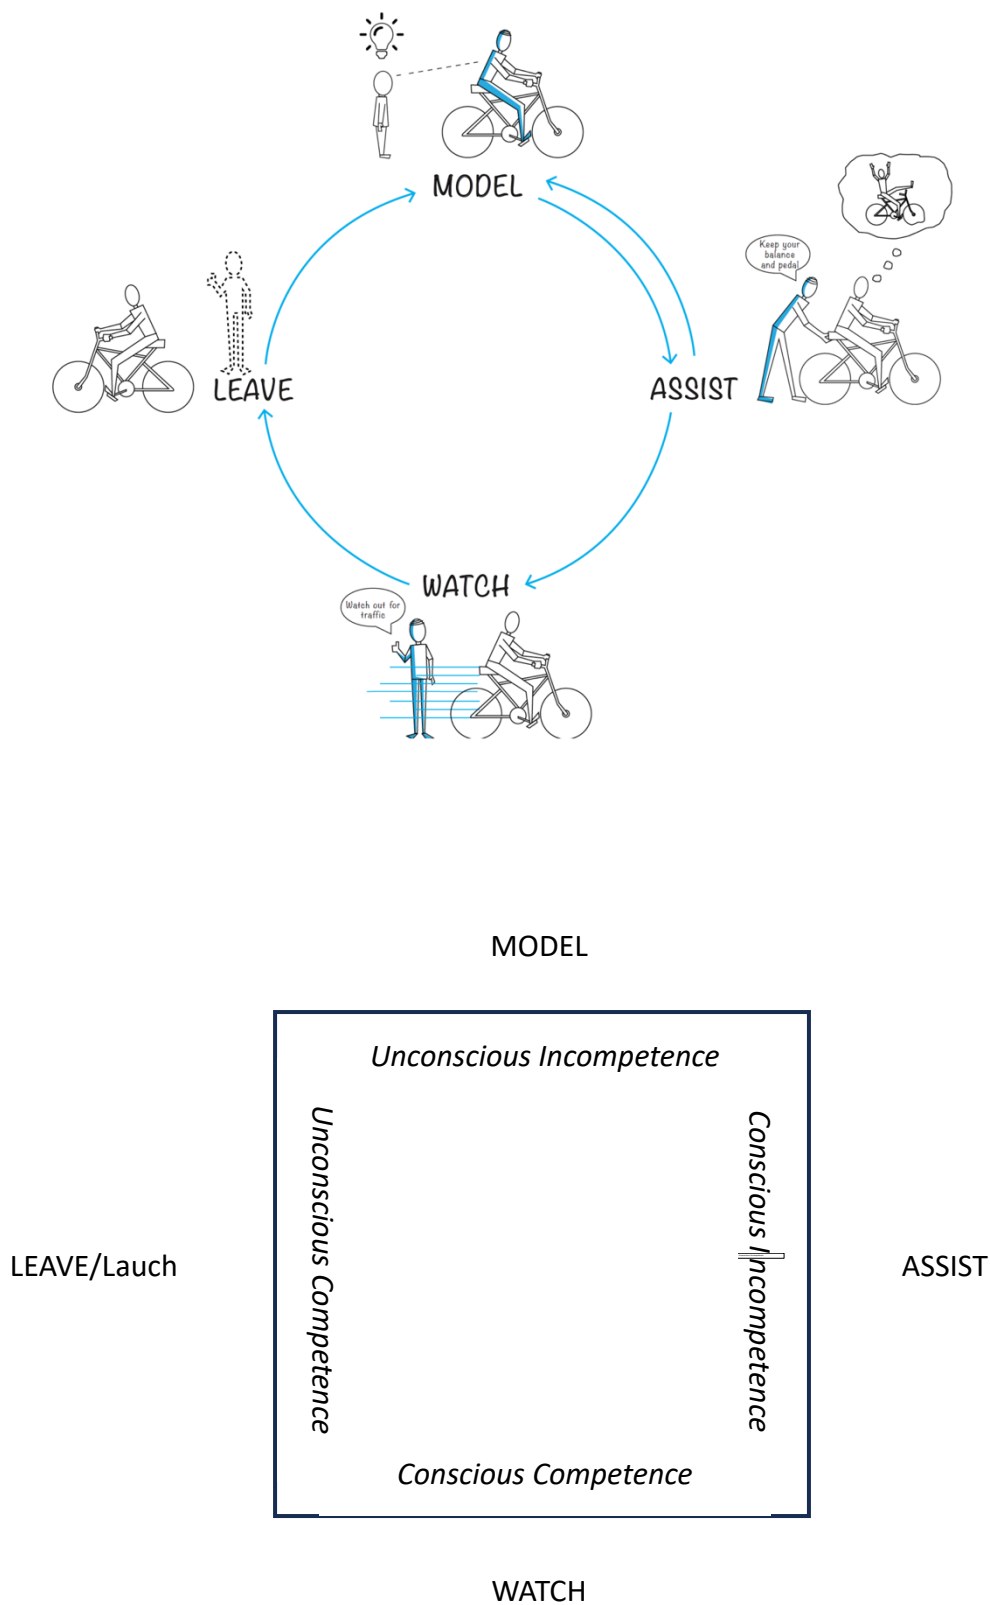 MODEL
Keep your
balance
and pedal
LEAVE
ASSIST
WATCH
Watch out for
traffic
MODEL
Unconscious Incompetence
Unconscious Competence
Conscious Incompetence
LEAVE/Lauch
ASSIST
Conscious Competence
WATCH